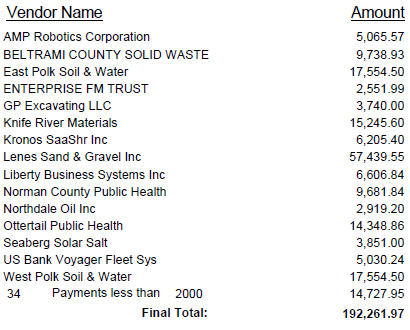 Vendor Name Amount
AMP Robotics Corporation 5,065.57
BELTRAMI COUNTY SOLID WASTE 9,738.93
East Polk Soil & Water 17,554.50
ENTERPRISE FM TRUST 2,551.99
GP Excavating LLC 3,740.00
Knife River Materials 15,245.60
Kronos SaaShr Inc 6,205.40
Lenes Sand & Gravel Inc 57,439.55
Liberty Business Systems Inc 6,606.84
Norman County Public Health 9,681.84
Northdale Oil Inc 2,919.20
Ottertail Public Health 14,348.86
Seaberg Solar Salt 3,851.00
US Bank Voyager Fleet Sys 5,030.24
West Polk Soil & Water 17,554.50
34 Payments less than 2000 14,727.95
Final Total: 192,261.97